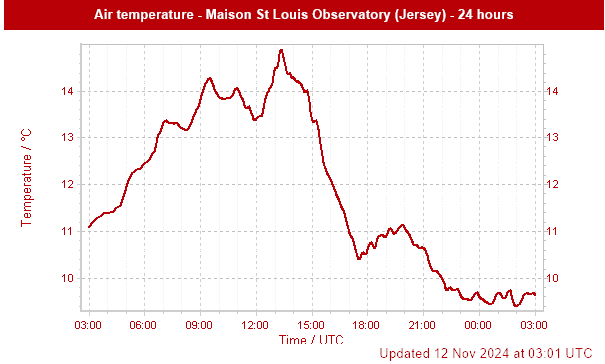 Air temperature - Maison St Louis Observatory (Jersey) - 24 hours
14 14
13 13
Temperature / °C
12 12
11 11
10 10
03:00 06:00 09:00 12:00 15:00 18:00 21:00 00:00 03:00
Time / UTC
Updated 12 Nov 2024 at 03:01 UTC